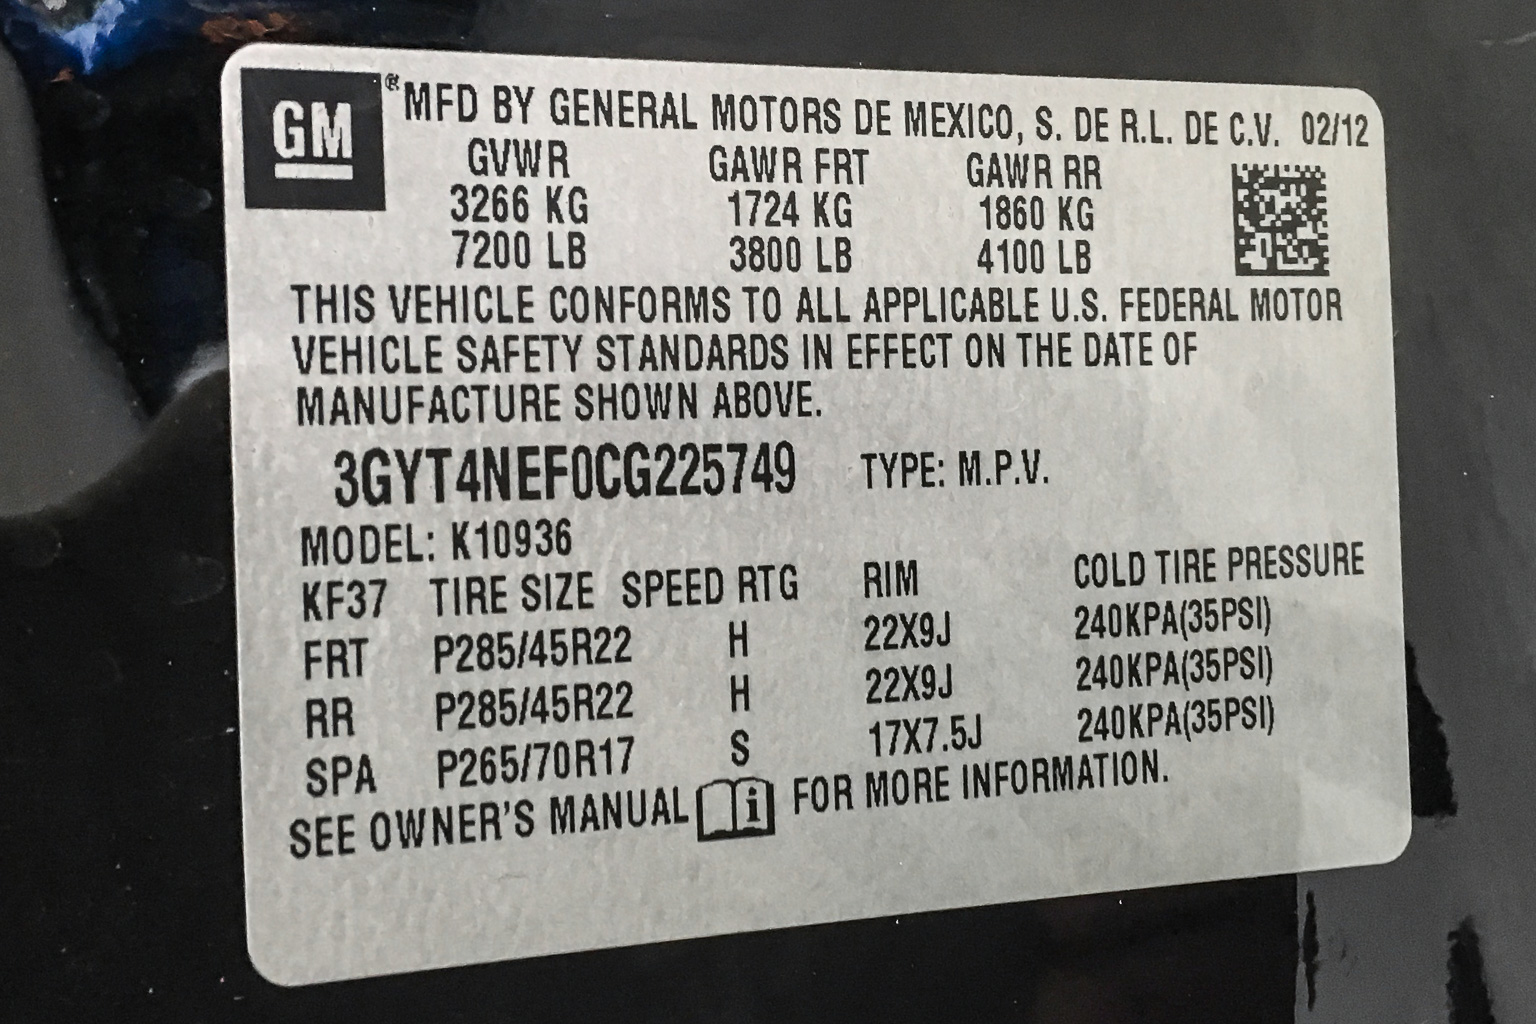 GM ® MFD BY GENERAL MOTORS DE MEXICO, S. DE R.L. DE C.V. 02/12
GVWR GAWR FRT GAWR RR
3266 KG 1724 KG 1860 KG
7200 LB 3800 LB 4100 LB
THIS VEHICLE CONFORMS TO ALL APPLICABLE U.S. FEDERAL MOTOR
VEHICLE SAFETY STANDARDS IN EFFECT ON THE DATE OF
MANUFACTURE SHOWN ABOVE.
3GYT4NEF0CG225749 TYPE: M.P.V.
MODEL: K10936
KF37 TIRE SIZE SPEED RTG RIM COLD TIRE PRESSURE
FRT P285/45R22 H 22X9J 240KPA(35PSI)
RR P285/45R22 H 22X9J 240KPA(35PSI)
SPA P265/70R17 S 17X7.5J 240KPA(35PSI)
SEE OWNER'S MANUAL i FOR MORE INFORMATION.